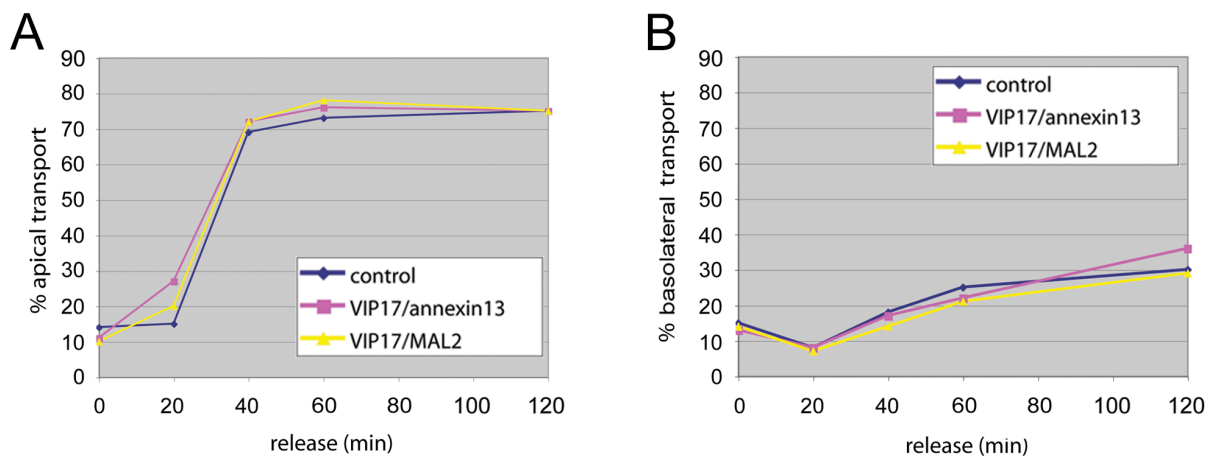 A
90
80
70
60
50
40
30
20
10
0
% apical transport
control
VIP17/annexin13
VIP17/MAL2
0 20 40 60 80 100 120
release (min)
B
90
80
70
60
50
40
30
20
10
0
% basolateral transport
control
VIP17/annexin13
VIP17/MAL2
0 20 40 60 80 100 120
release (min)